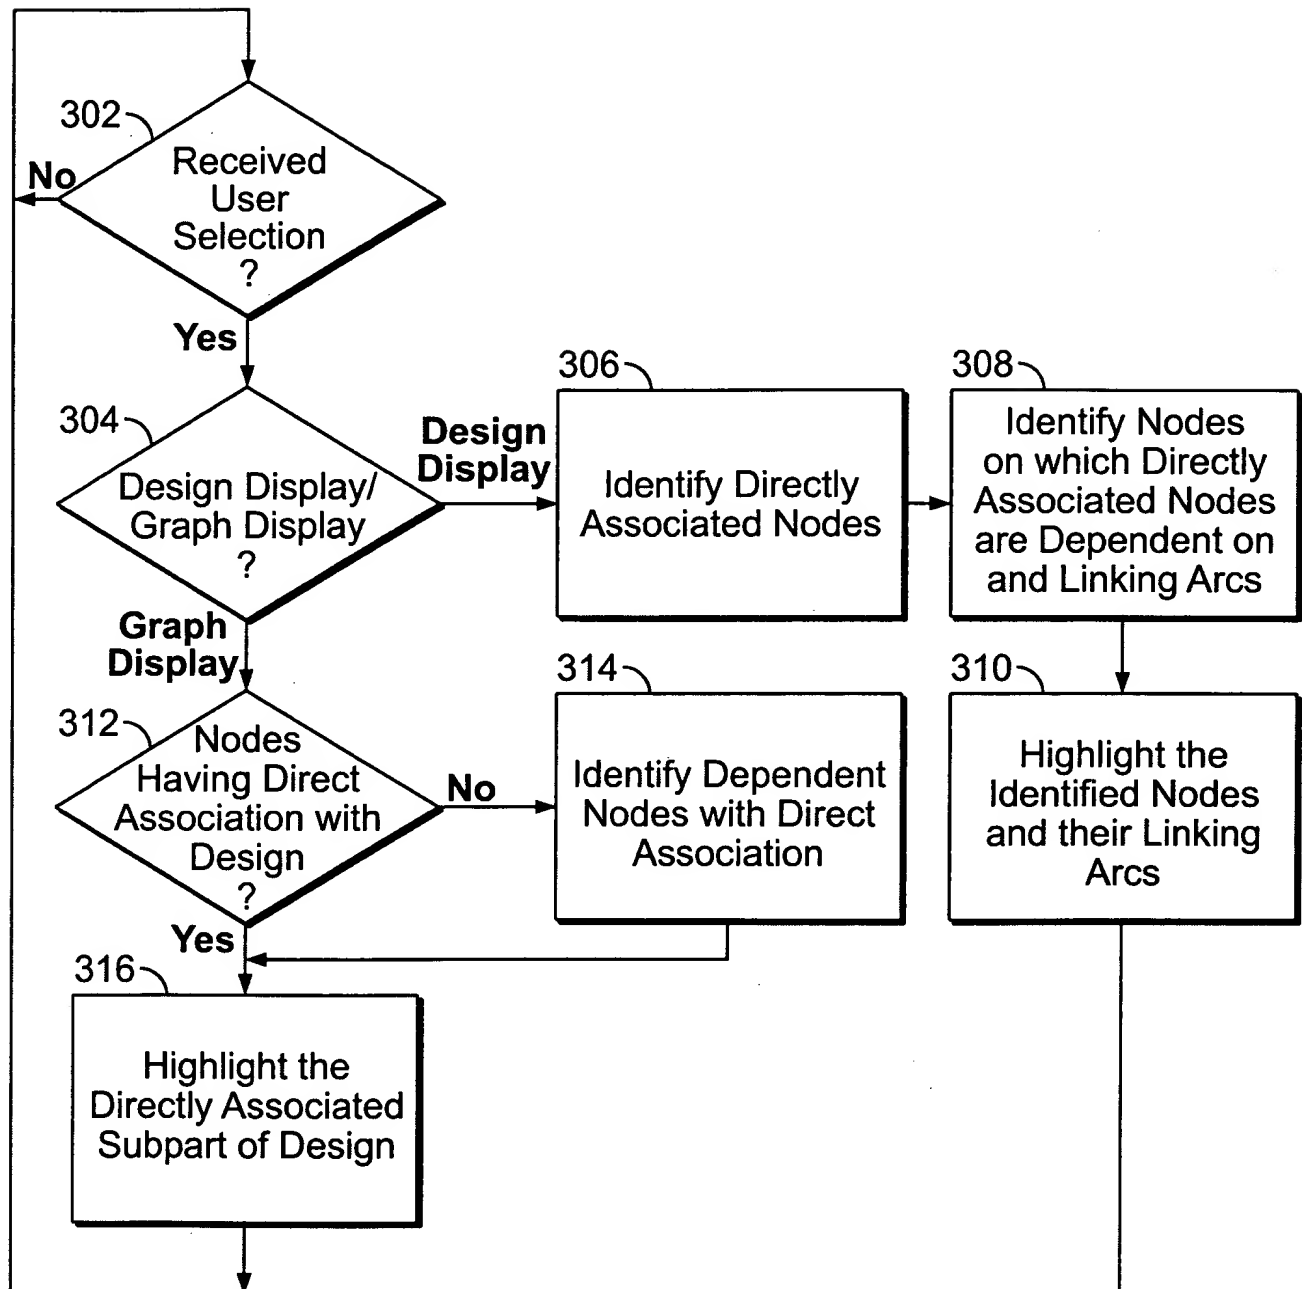 302
Received
User
Selection
?
No
Yes
304
Design Display/
Graph Display
?
Design
Display
306
Identify Directly
Associated Nodes
308
Identify Nodes
on which Directly
Associated Nodes
are Dependent on
and Linking Arcs
310
Highlight the
Identified Nodes
and their Linking
Arcs
Graph
Display
312
Nodes
Having Direct
Association with
Design
?
No
314
Identify Dependent
Nodes with Direct
Association
Yes
316
Highlight the
Directly Associated
Subpart of Design